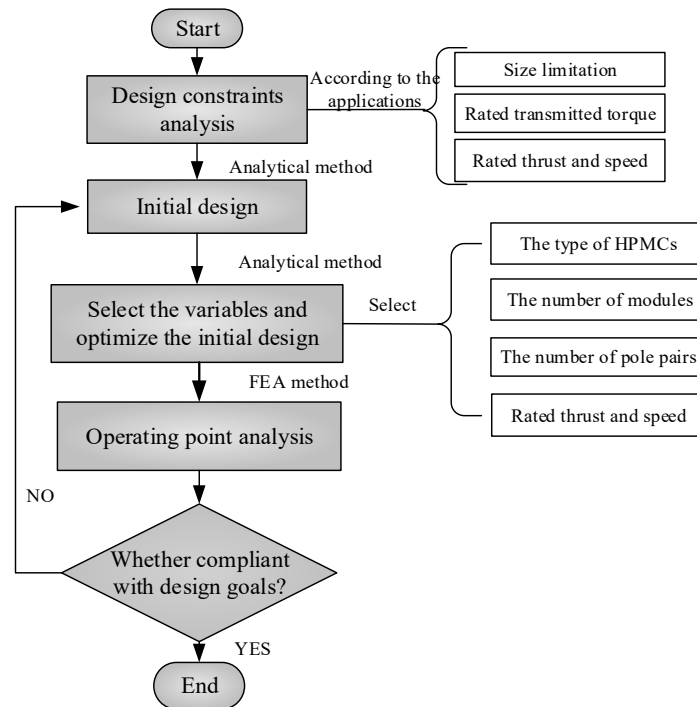 Start
Design constraints
analysis
According to the
applications
Size limitation
Rated transmitted torque
Rated thrust and speed
Analytical method
Initial design
Analytical method
Select the variables and
optimize the initial design
Select
The type of HPMCs
The number of modules
The number of pole pairs
Rated thrust and speed
FEA method
Operating point analysis
NO
Whether compliant
with design goals?
YES
End